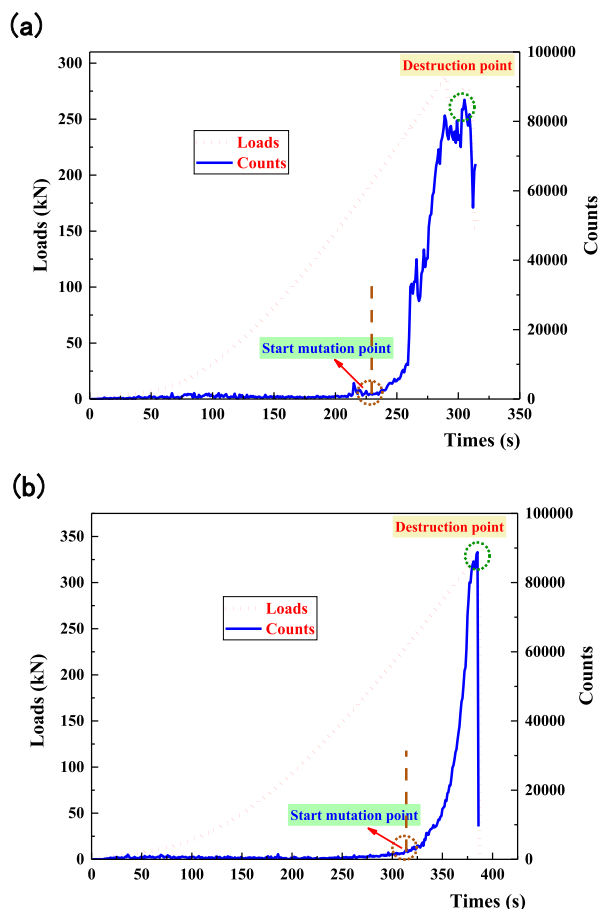 (a)
Destruction point
Loads
Counts
Start mutation point
Loads (kN)
0
50
100
150
200
250
300
Counts
0
20000
40000
60000
80000
100000
0 50 100 150 200 250 300 350
Times (s)
(b)
Destruction point
Loads
Counts
Start mutation point
Loads (kN)
0
50
100
150
200
250
300
350
Counts
0
20000
40000
60000
80000
100000
0 50 100 150 200 250 300 350 400
Times (s)